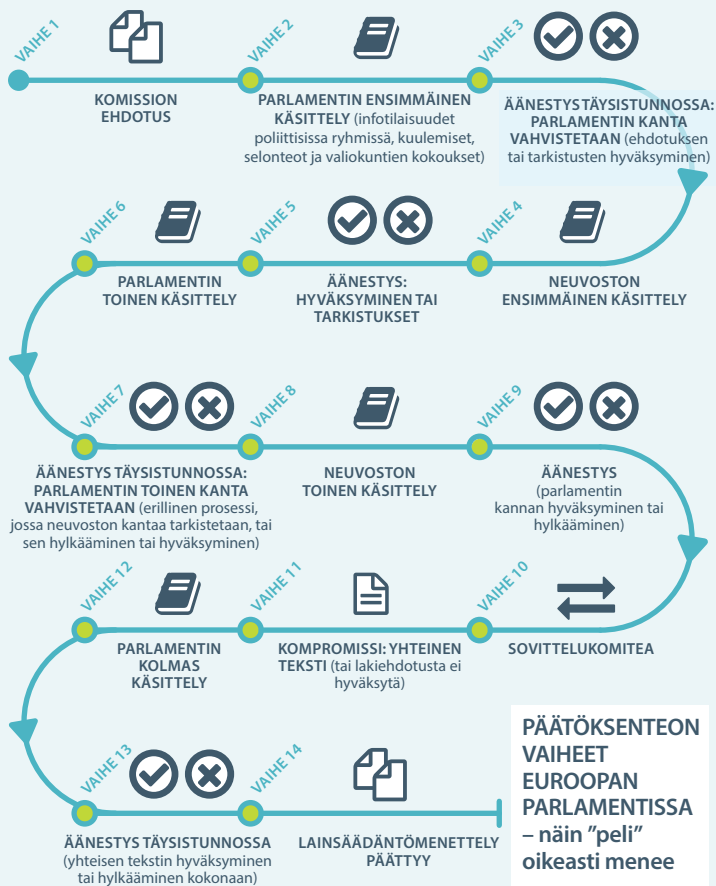 VAIHE 1
KOMISSION
EHDOTUS
VAIHE 2
PARLAMENTIN ENSIMMÄINEN
KÄSITTELY (infotilaisuudet
poliittisissa ryhmissä, kuulemiset,
selonteot ja valiokuntien kokoukset)
VAIHE 3
ÄÄNESTYS TÄYSISTUNNOSSA:
PARLAMENTIN KANTA
VAHVISTETAAN (ehdotuksen
tai tarkistusten hyväksyminen)
VAIHE 4
NEUVOSTON
ENSIMMÄINEN KÄSITTELY
VAIHE 5
ÄÄNESTYS:
HYVÄKSYMINEN TAI
TARKISTUKSET
VAIHE 6
PARLAMENTIN
TOINEN KÄSITTELY
VAIHE 7
ÄÄNESTYS TÄYSISTUNNOSSA:
PARLAMENTIN TOINEN KANTA
VAHVISTETAAN (erillinen prosessi,
jossa neuvoston kantaa tarkistetaan, tai
sen hylkääminen tai hyväksyminen)
VAIHE 8
NEUVOSTON
TOINEN KÄSITTELY
VAIHE 9
ÄÄNESTYS
(parlamentin
kannan hyväksyminen tai
hylkääminen)
VAIHE 10
SOVITTELUKOMITEA
VAIHE 11
KOMPROMISSI: YHTEINEN
TEKSTI (tai lakiehdotusta ei
hyväksytä)
VAIHE 12
PARLAMENTIN
KOLMAS
KÄSITTELY
VAIHE 13
ÄÄNESTYS TÄYSISTUNNOSSA
(yhteisen tekstin hyväksyminen
tai hylkääminen kokonaan)
VAIHE 14
LAINSÄÄDÄNTÖMENETTELY
PÄÄTTYY
PÄÄTÖKSENTEON
VAIHEET
EUROOPAN
PARLAMENTISSA
– näin ”peli”
oikeasti menee